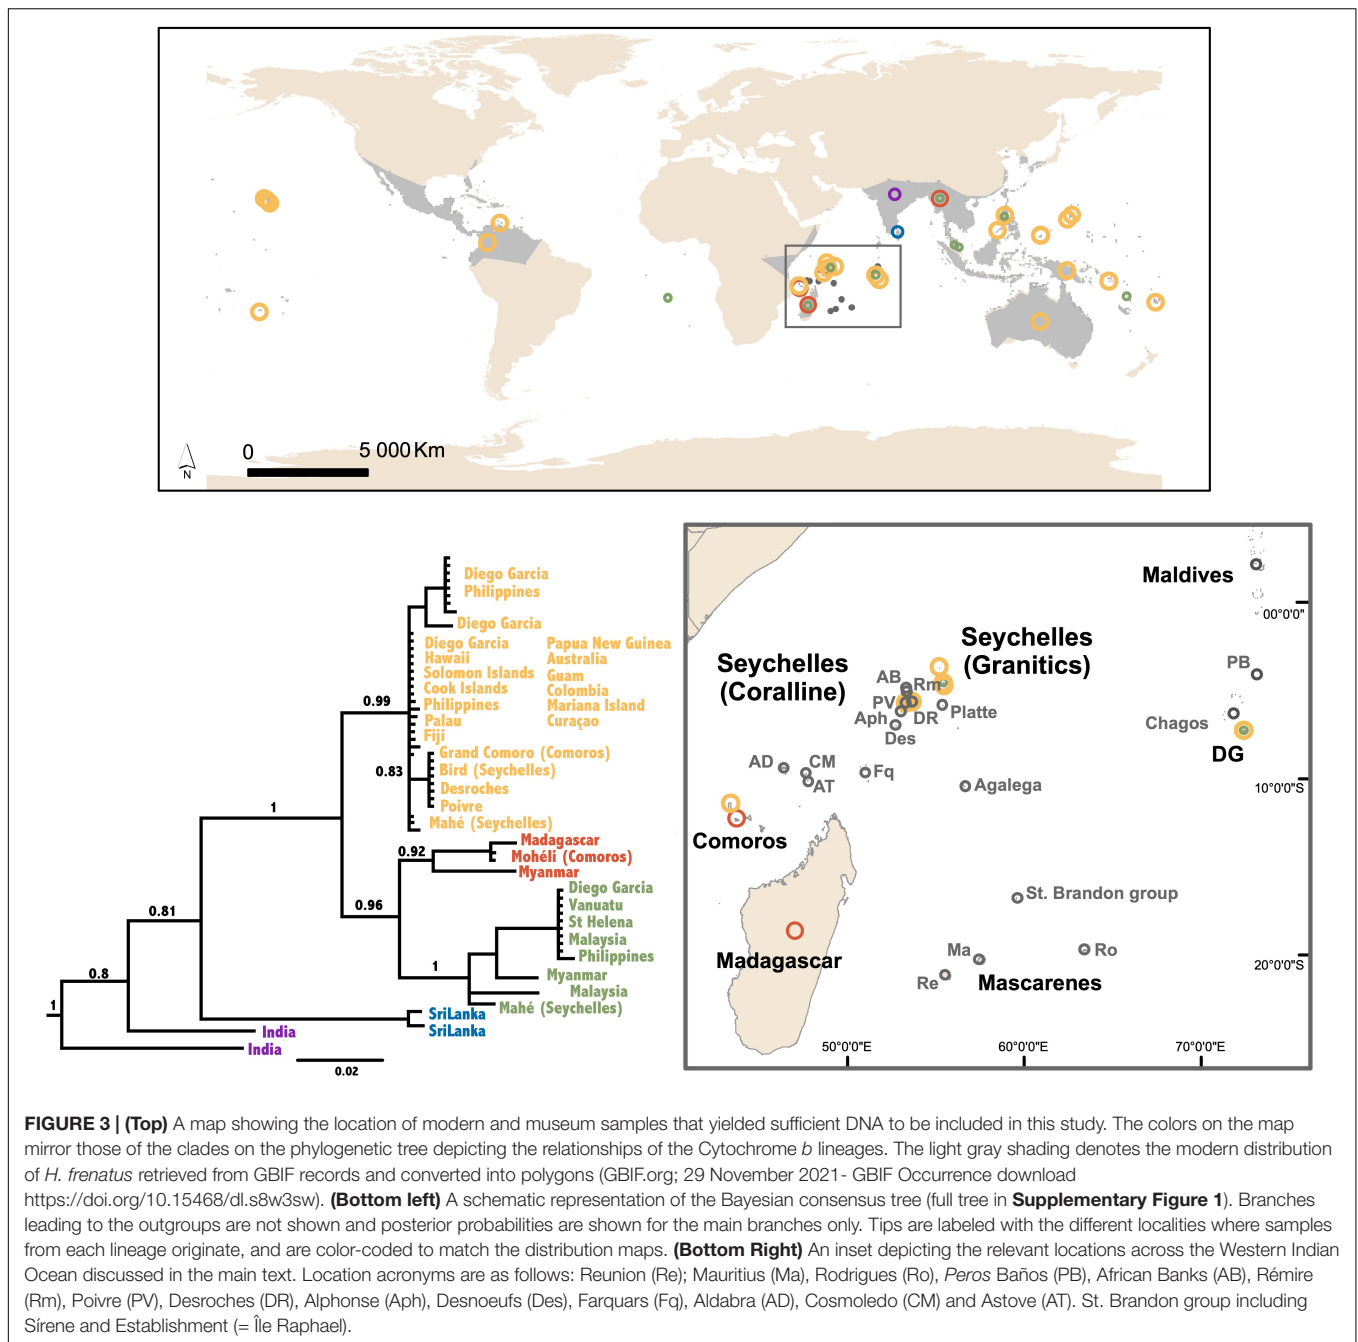 0 5 000 Km
N
Diego Garcia
Philippines
Diego Garcia
Diego Garcia Papua New Guinea
Hawaii Australia
Solomon Islands Guam
Cook Islands Colombia
Philippines Mariana Island
Palau Curaçao
Fiji
0.99
Grand Comoro (Comoros)
0.83
Bird (Seychelles)
Desroches
Poivre
1
Mahé (Seychelles)
Madagascar
0.92
Mohéli (Comoros)
Myanmar
Diego Garcia
0.96
Vanuatu
0.81
St Helena
Malaysia
Philippines
1
0.8
Myanmar
Malaysia
1
Mahé (Seychelles)
SriLanka
SriLanka
India
India
0.02
Maldives
00°0'0"
Seychelles
(Granitics)
Seychelles
(Coralline)
PB
AB
Rm
PV
Aph
DR
Platte
Des
Chagos
DG
AD
CM
Fq
AT
Agalega
10°0'0"S
Comoros
St. Brandon group
Madagascar
Ma
Ro
20°0'0"S
Re
Mascarenes
50°0'0"E 60°0'0"E 70°0'0"E
FIGURE 3 | (Top) A map showing the location of modern and museum samples that yielded sufficient DNA to be included in this study. The colors on the map
mirror those of the clades on the phylogenetic tree depicting the relationships of the Cytochrome b lineages. The light gray shading denotes the modern distribution
of H. frenatus retrieved from GBIF records and converted into polygons (GBIF.org; 29 November 2021- GBIF Occurrence download
https://doi.org/10.15468/dl.s8w3sw). (Bottom left) A schematic representation of the Bayesian consensus tree (full tree in Supplementary Figure 1). Branches
leading to the outgroups are not shown and posterior probabilities are shown for the main branches only. Tips are labeled with the different localities where samples
from each lineage originate, and are color-coded to match the distribution maps. (Bottom Right) An inset depicting the relevant locations across the Western Indian
Ocean discussed in the main text. Location acronyms are as follows: Reunion (Re); Mauritius (Ma), Rodrigues (Ro), Peros Baños (PB), African Banks (AB), Rémire
(Rm), Poivre (PV), Desroches (DR), Alphonse (Aph), Desnoeufs (Des), Farquars (Fq), Aldabra (AD), Cosmoledo (CM) and Astove (AT). St. Brandon group including
Sírene and Establishment (= Île Raphael).